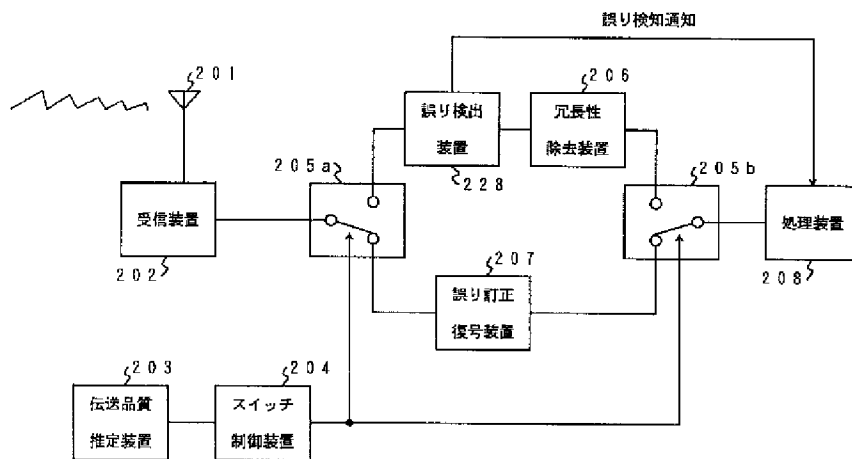 誤り検知通知
201
206
誤り検出
装置
冗長性
除去装置
205a
228
205b
受信装置
処理装置
202
207
208
誤り訂正
復号装置
203
204
伝送品質
推定装置
スイッチ
制御装置